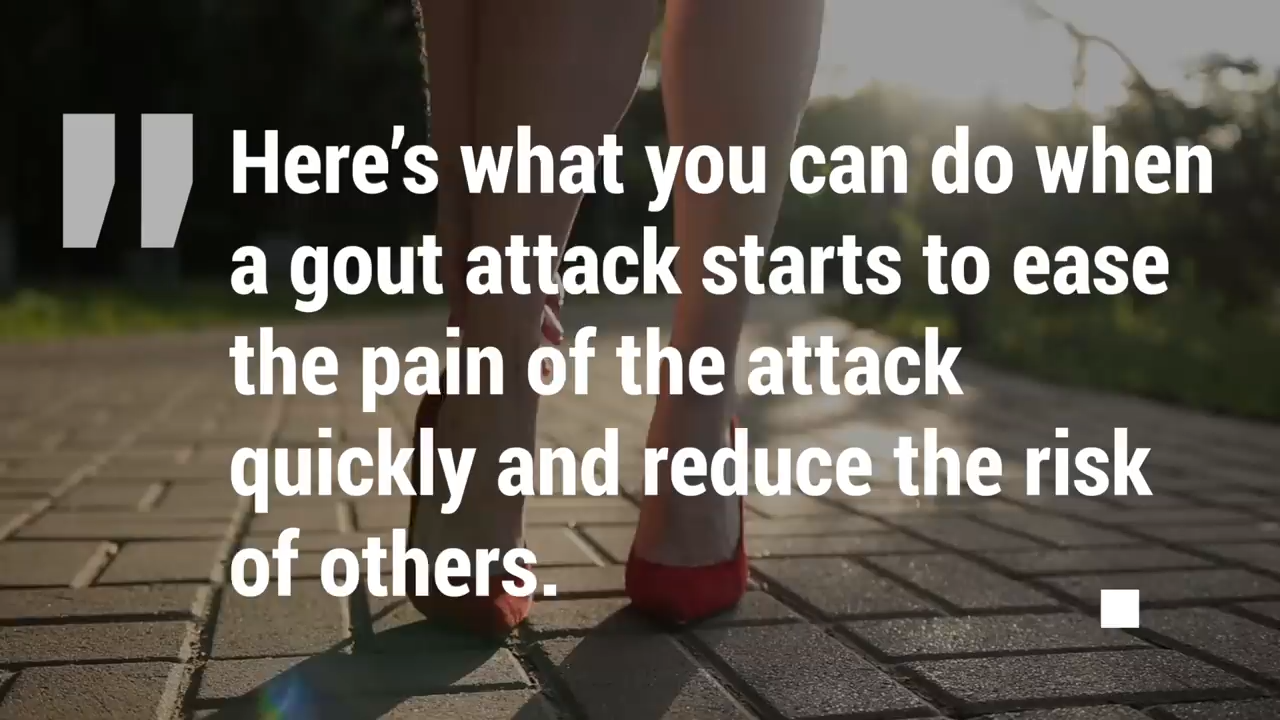 "
Here’s what you can do when
a gout attack starts to ease
the pain of the attack
quickly and reduce the risk
of others.